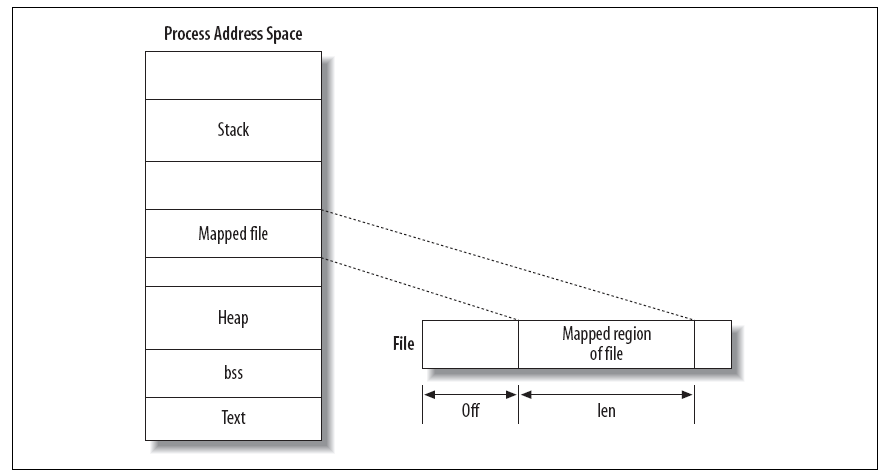 Process Address Space
Stack
Mapped file
Heap
bss
Text
File
Mapped region
of file
Off
len